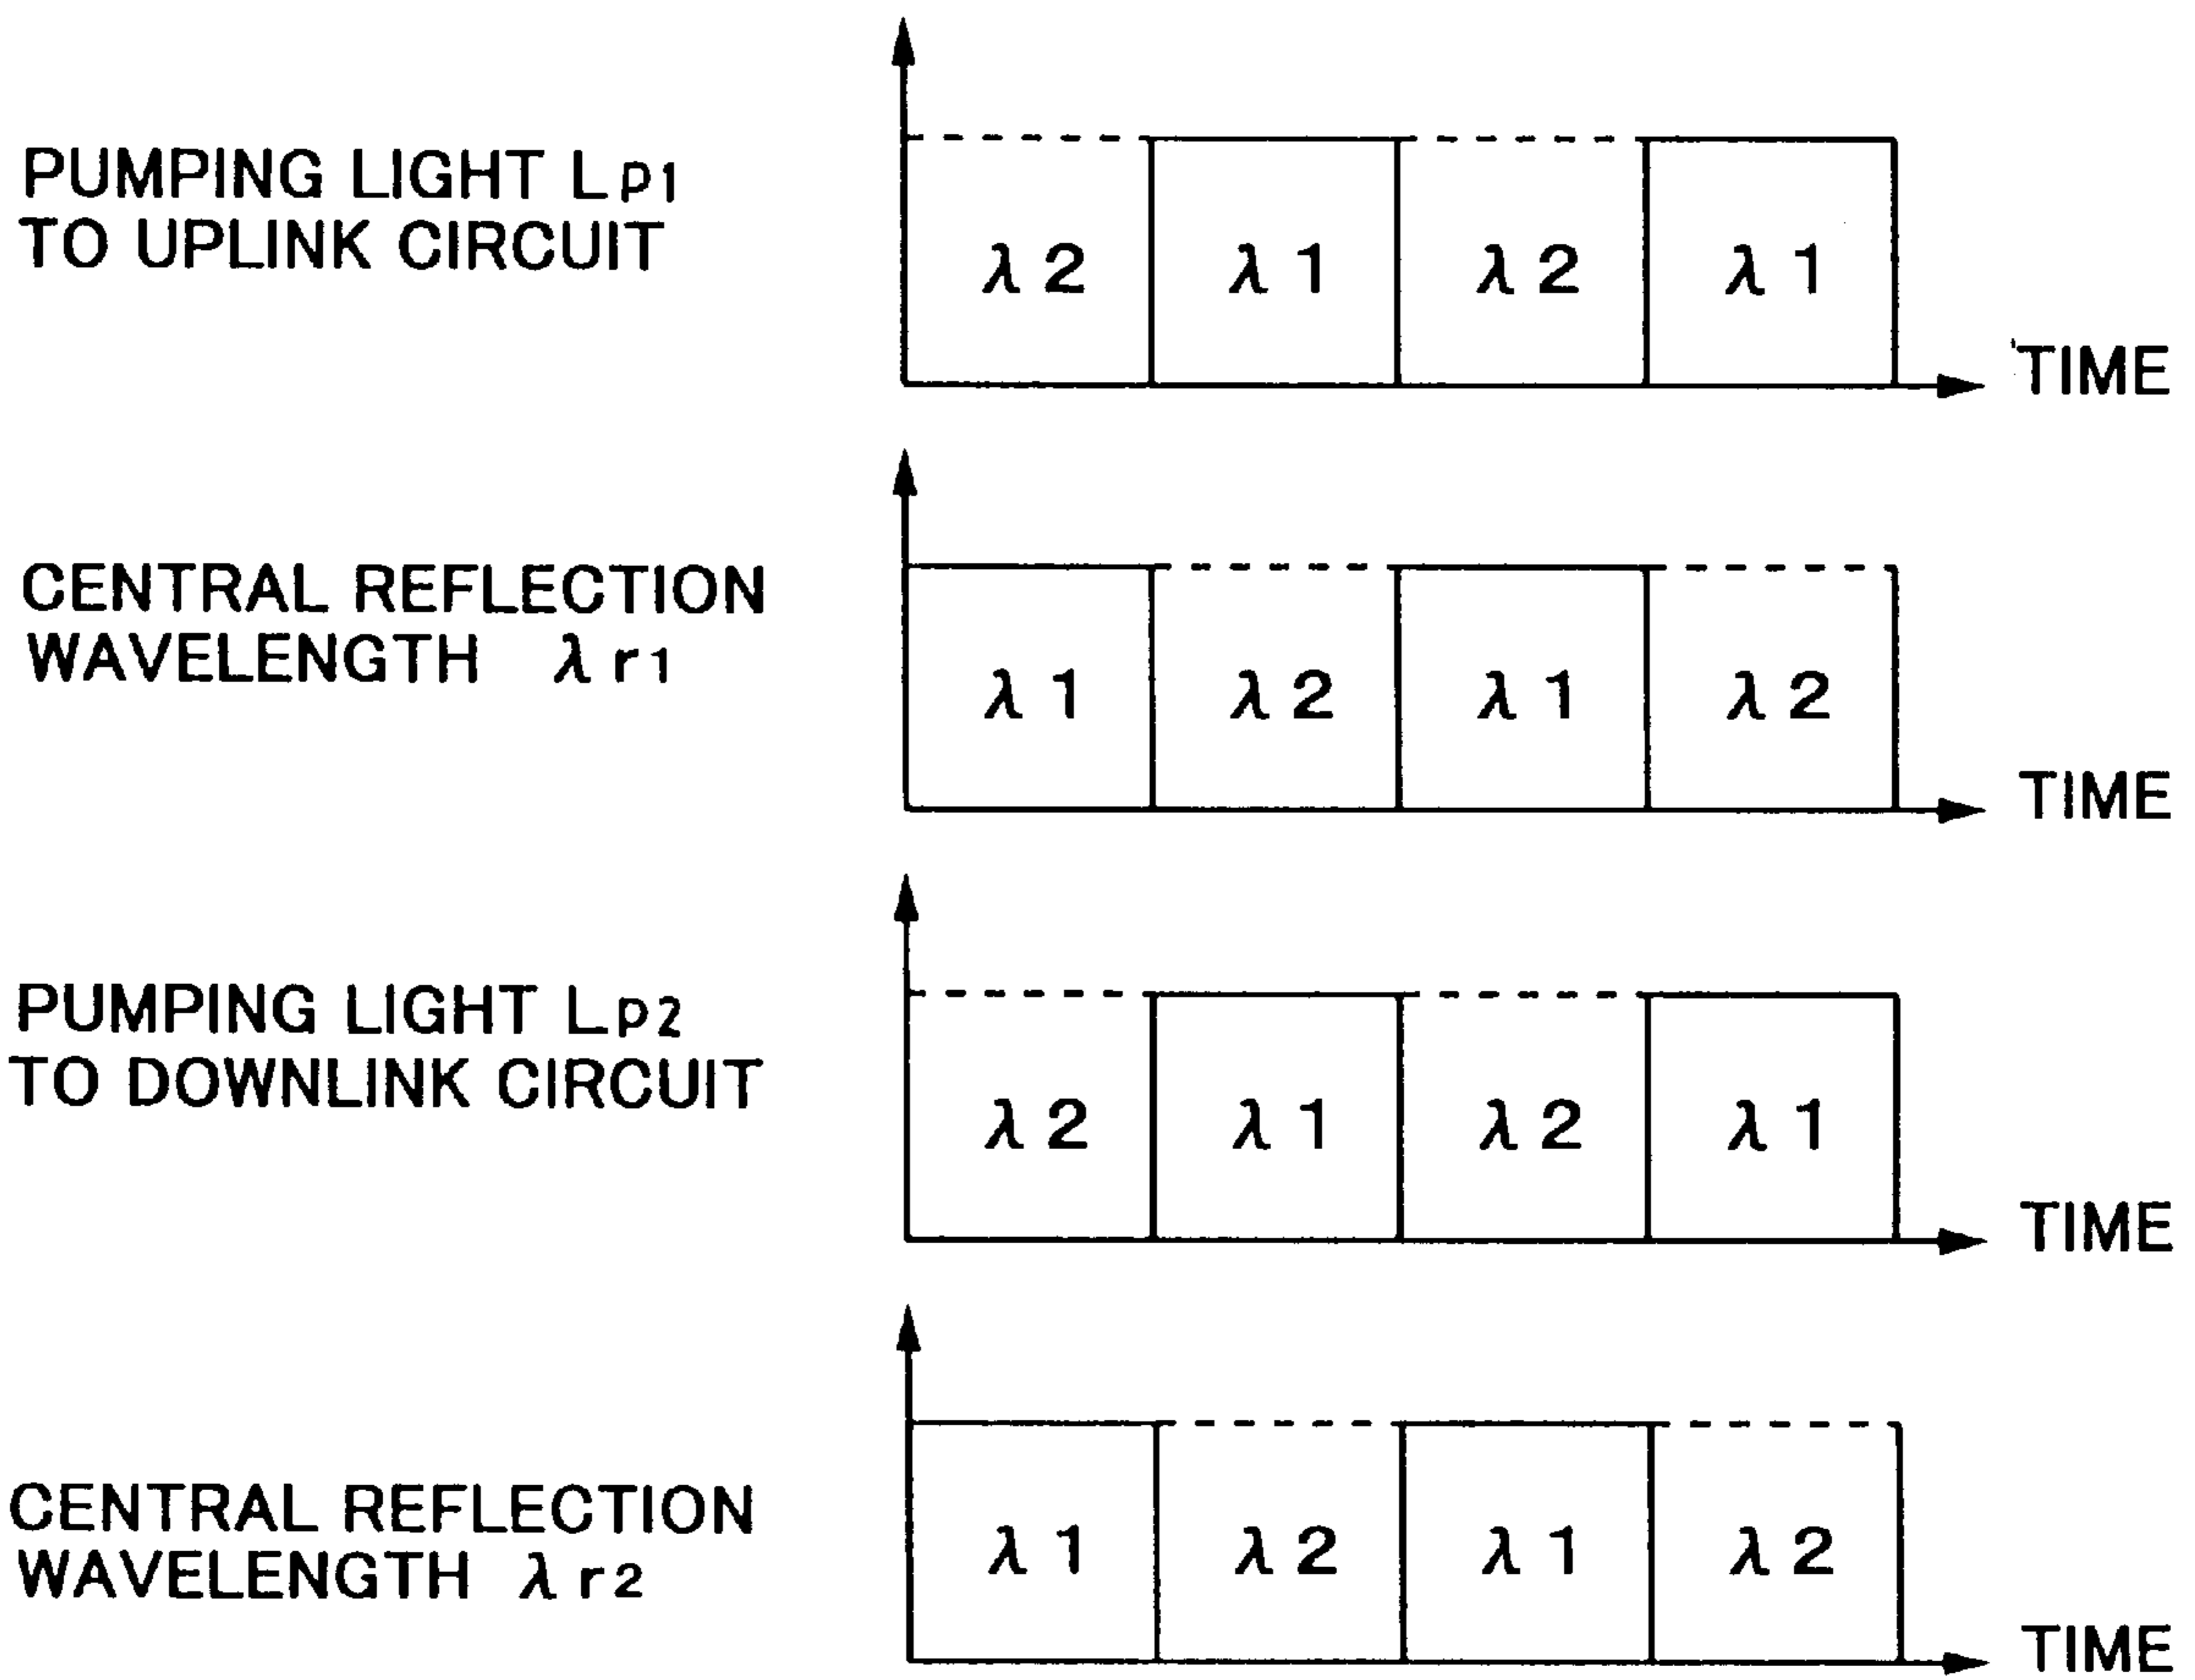 PUMPING LIGHT Lp1
TO UPLINK CIRCUIT
λ2 λ1 λ2 λ1
TIME
CENTRAL REFLECTION
WAVELENGTH λr1
λ1 λ2 λ1 λ2
TIME
PUMPING LIGHT Lp2
TO DOWNLINK CIRCUIT
λ2 λ1 λ2 λ1
TIME
CENTRAL REFLECTION
WAVELENGTH λr2
λ1 λ2 λ1 λ2
TIME